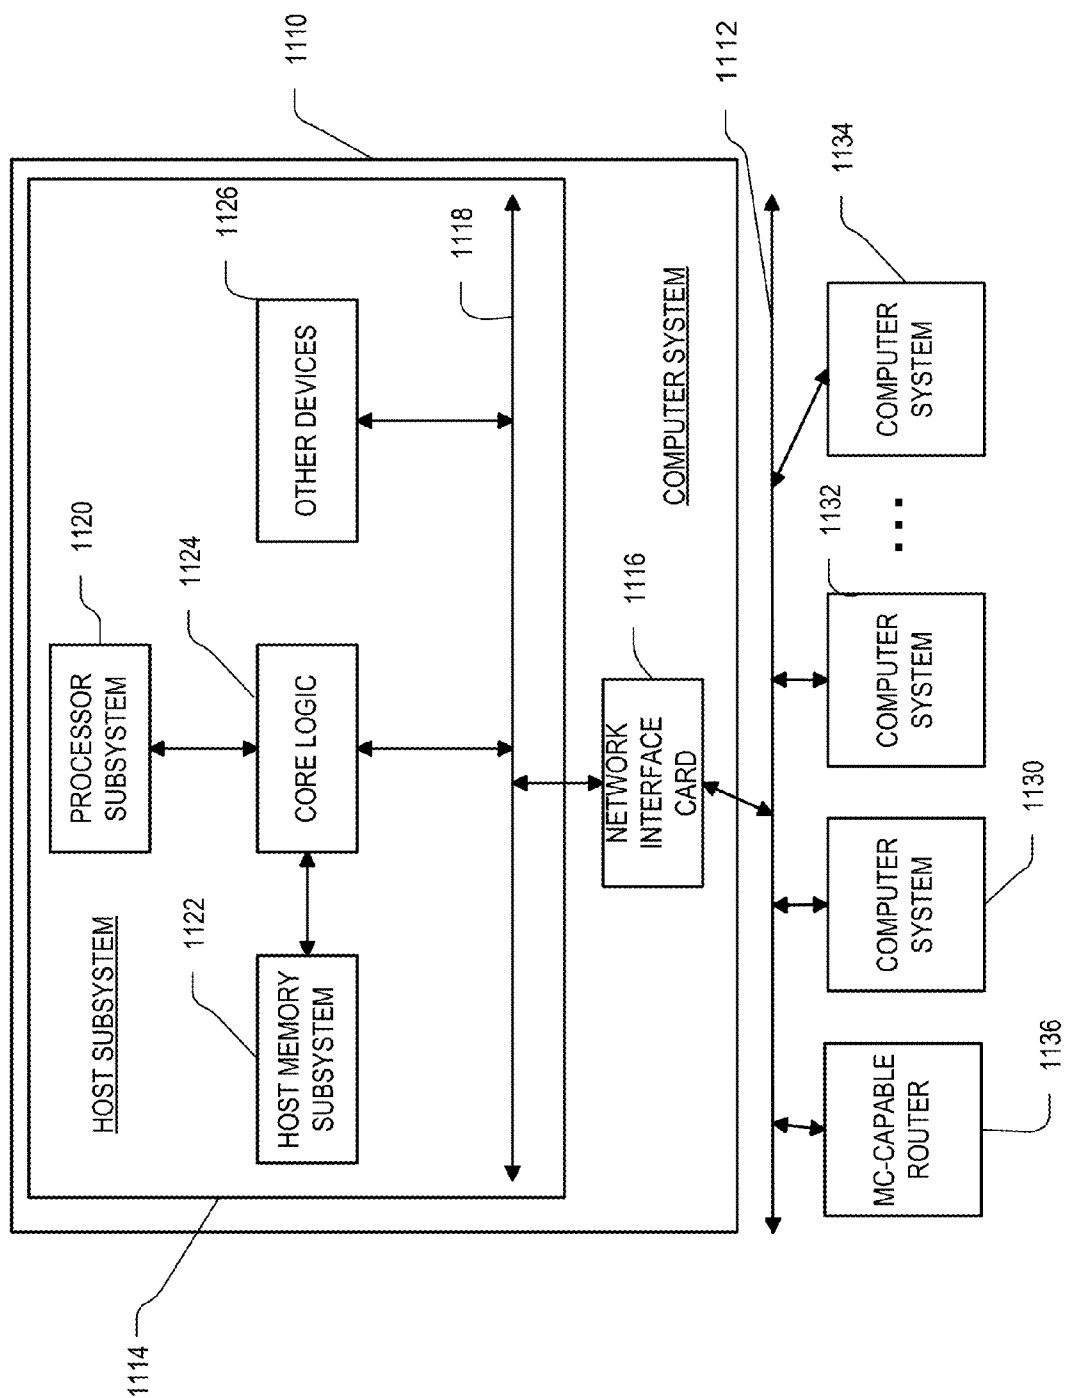 1110
1114
HOST SUBSYSTEM
PROCESSOR
SUBSYSTEM
1120
HOST MEMORY
SUBSYSTEM
1122
CORE LOGIC
1124
OTHER DEVICES
1126
1118
NETWORK
INTERFACE
CARD
1116
COMPUTER SYSTEM
1112
MC-CAPABLE
ROUTER
1136
COMPUTER
SYSTEM
1130
COMPUTER
SYSTEM
1132
...
COMPUTER
SYSTEM
1134